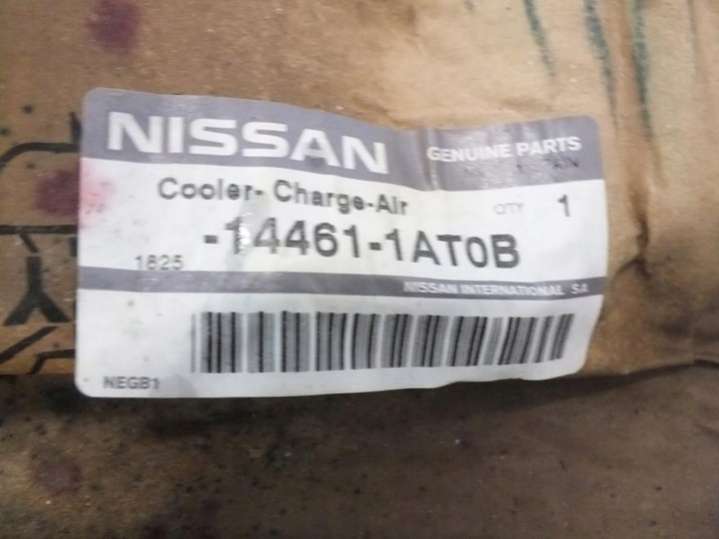 NISSAN
GENUINE PARTS
Cooler- Charge-Air
QTY 1
-14461-1AT0B
1825
NISSAN INTERNATIONAL SA
NEGB1